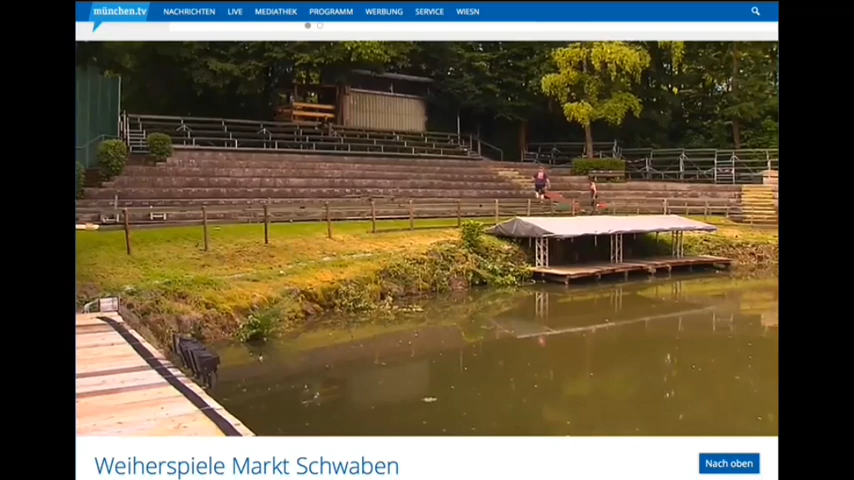 münchen.tv NACHRICHTEN LIVE MEDIATHEK PROGRAMM WERBUNG SERVICE WIESN
Weiherspiele Markt Schwaben
Nach oben